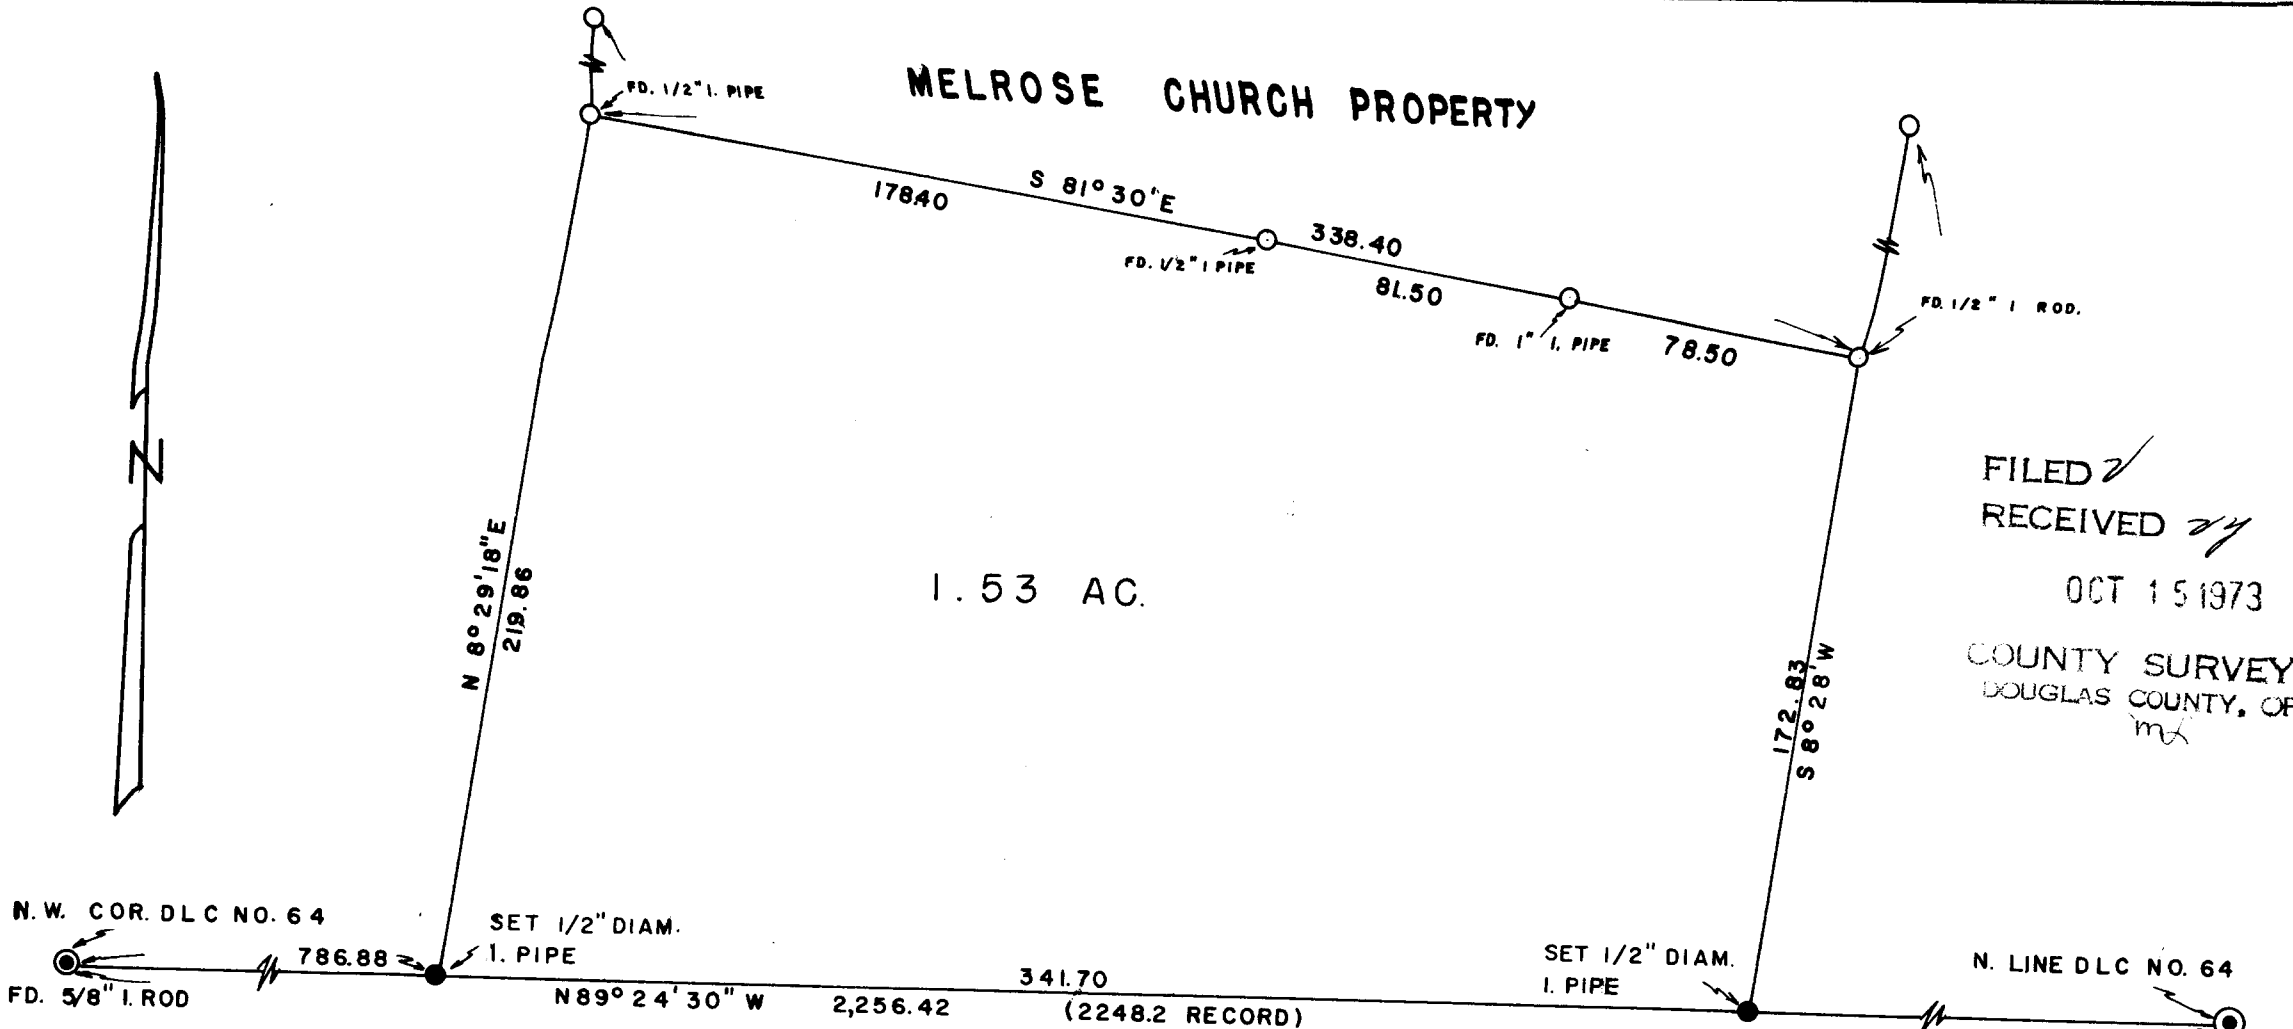 MELROSE CHURCH PROPERTY
FD. 1/2" I. PIPE
S 81° 30' E
178.40
338.40
FD. 1/2" I PIPE
81.50
FD. 1" I. PIPE
78.50
FD. 1/2" I ROD.
N
N 8° 29' 18" E
219.86
1.53 AC.
172.83
S 8° 28' W
FILED
RECEIVED
OCT 15 1973
COUNTY SURVEY
DOUGLAS COUNTY, OR
N. W. COR. DLC NO. 64
FD. 5/8" I. ROD
786.88
SET 1/2" DIAM.
I. PIPE
341.70
N 89° 24' 30" W 2,256.42 (2248.2 RECORD)
SET 1/2" DIAM.
I. PIPE
N. LINE DLC NO. 64